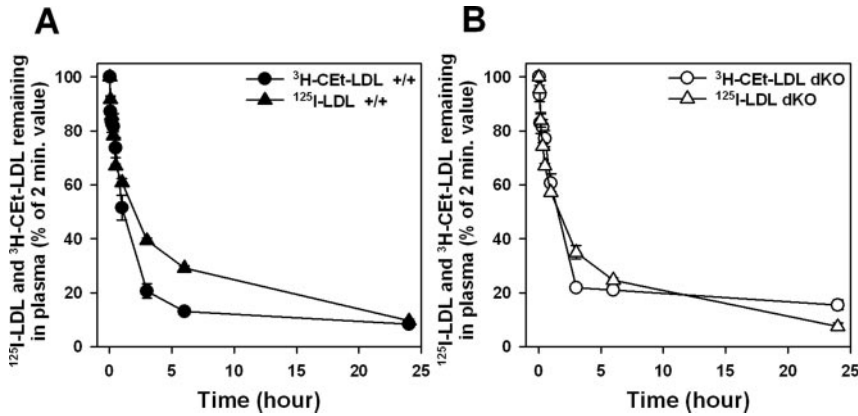 A
¹²⁵I-LDL and ³H-CEt-LDL remaining
in plasma (% of 2 min. value)
100
80
60
40
20
0
³H-CEt-LDL +/+
¹²⁵I-LDL +/+
0
5
10
15
20
25
Time (hour)
B
¹²⁵I-LDL and ³H-CEt-LDL remaining
in plasma (% of 2 min. value)
100
80
60
40
20
0
³H-CEt-LDL dKO
¹²⁵I-LDL dKO
0
5
10
15
20
25
Time (hour)